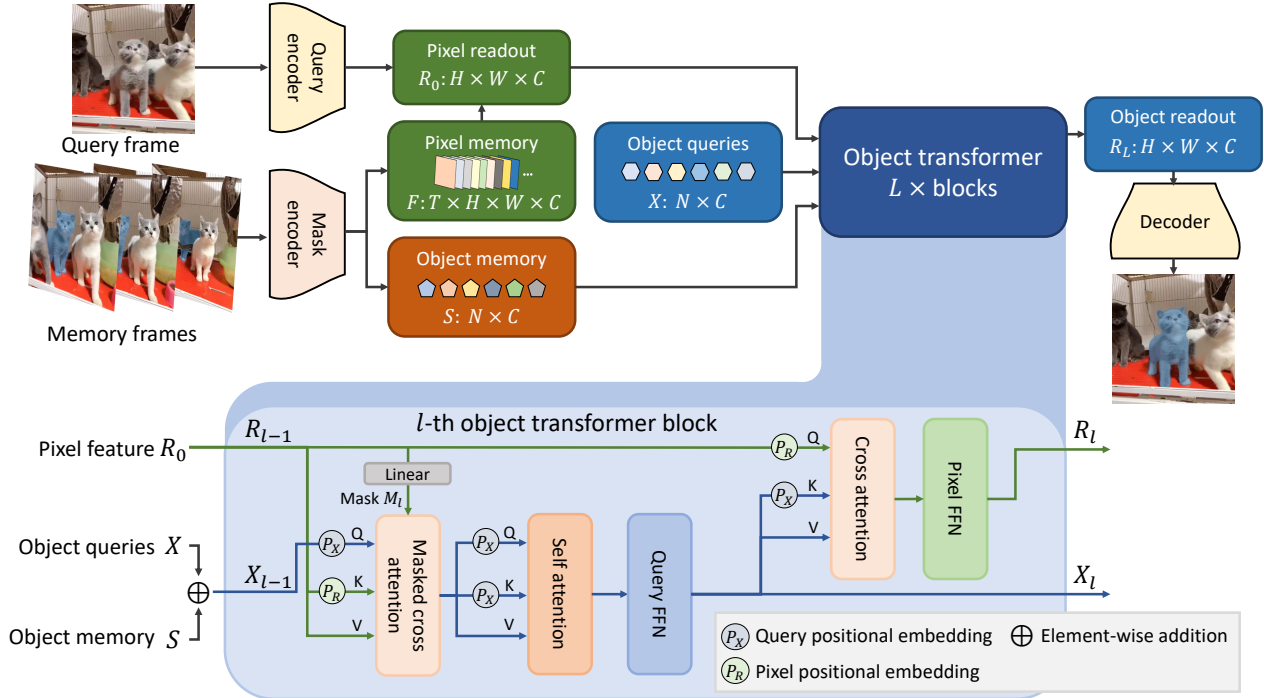 Query frame
Query encoder
Pixel readout
R₀: H × W × C
Pixel memory
...
F: T × H × W × C
Object queries
X: N × C
Object transformer
L × blocks
Object readout
R_L: H × W × C
Decoder
Memory frames
Mask encoder
Object memory
S: N × C
l-th object transformer block
Pixel feature R₀
R_{l−1}
Linear
Mask M_l
Object queries X
X_{l−1}
Object memory S
P_X Q
P_R K
V
Masked cross attention
P_X Q
P_X K
V
Self attention
Query FFN
P_R Q
P_X K
V
Cross attention
Pixel FFN
R_l
X_l
P_X Query positional embedding
⊕ Element-wise addition
P_R Pixel positional embedding